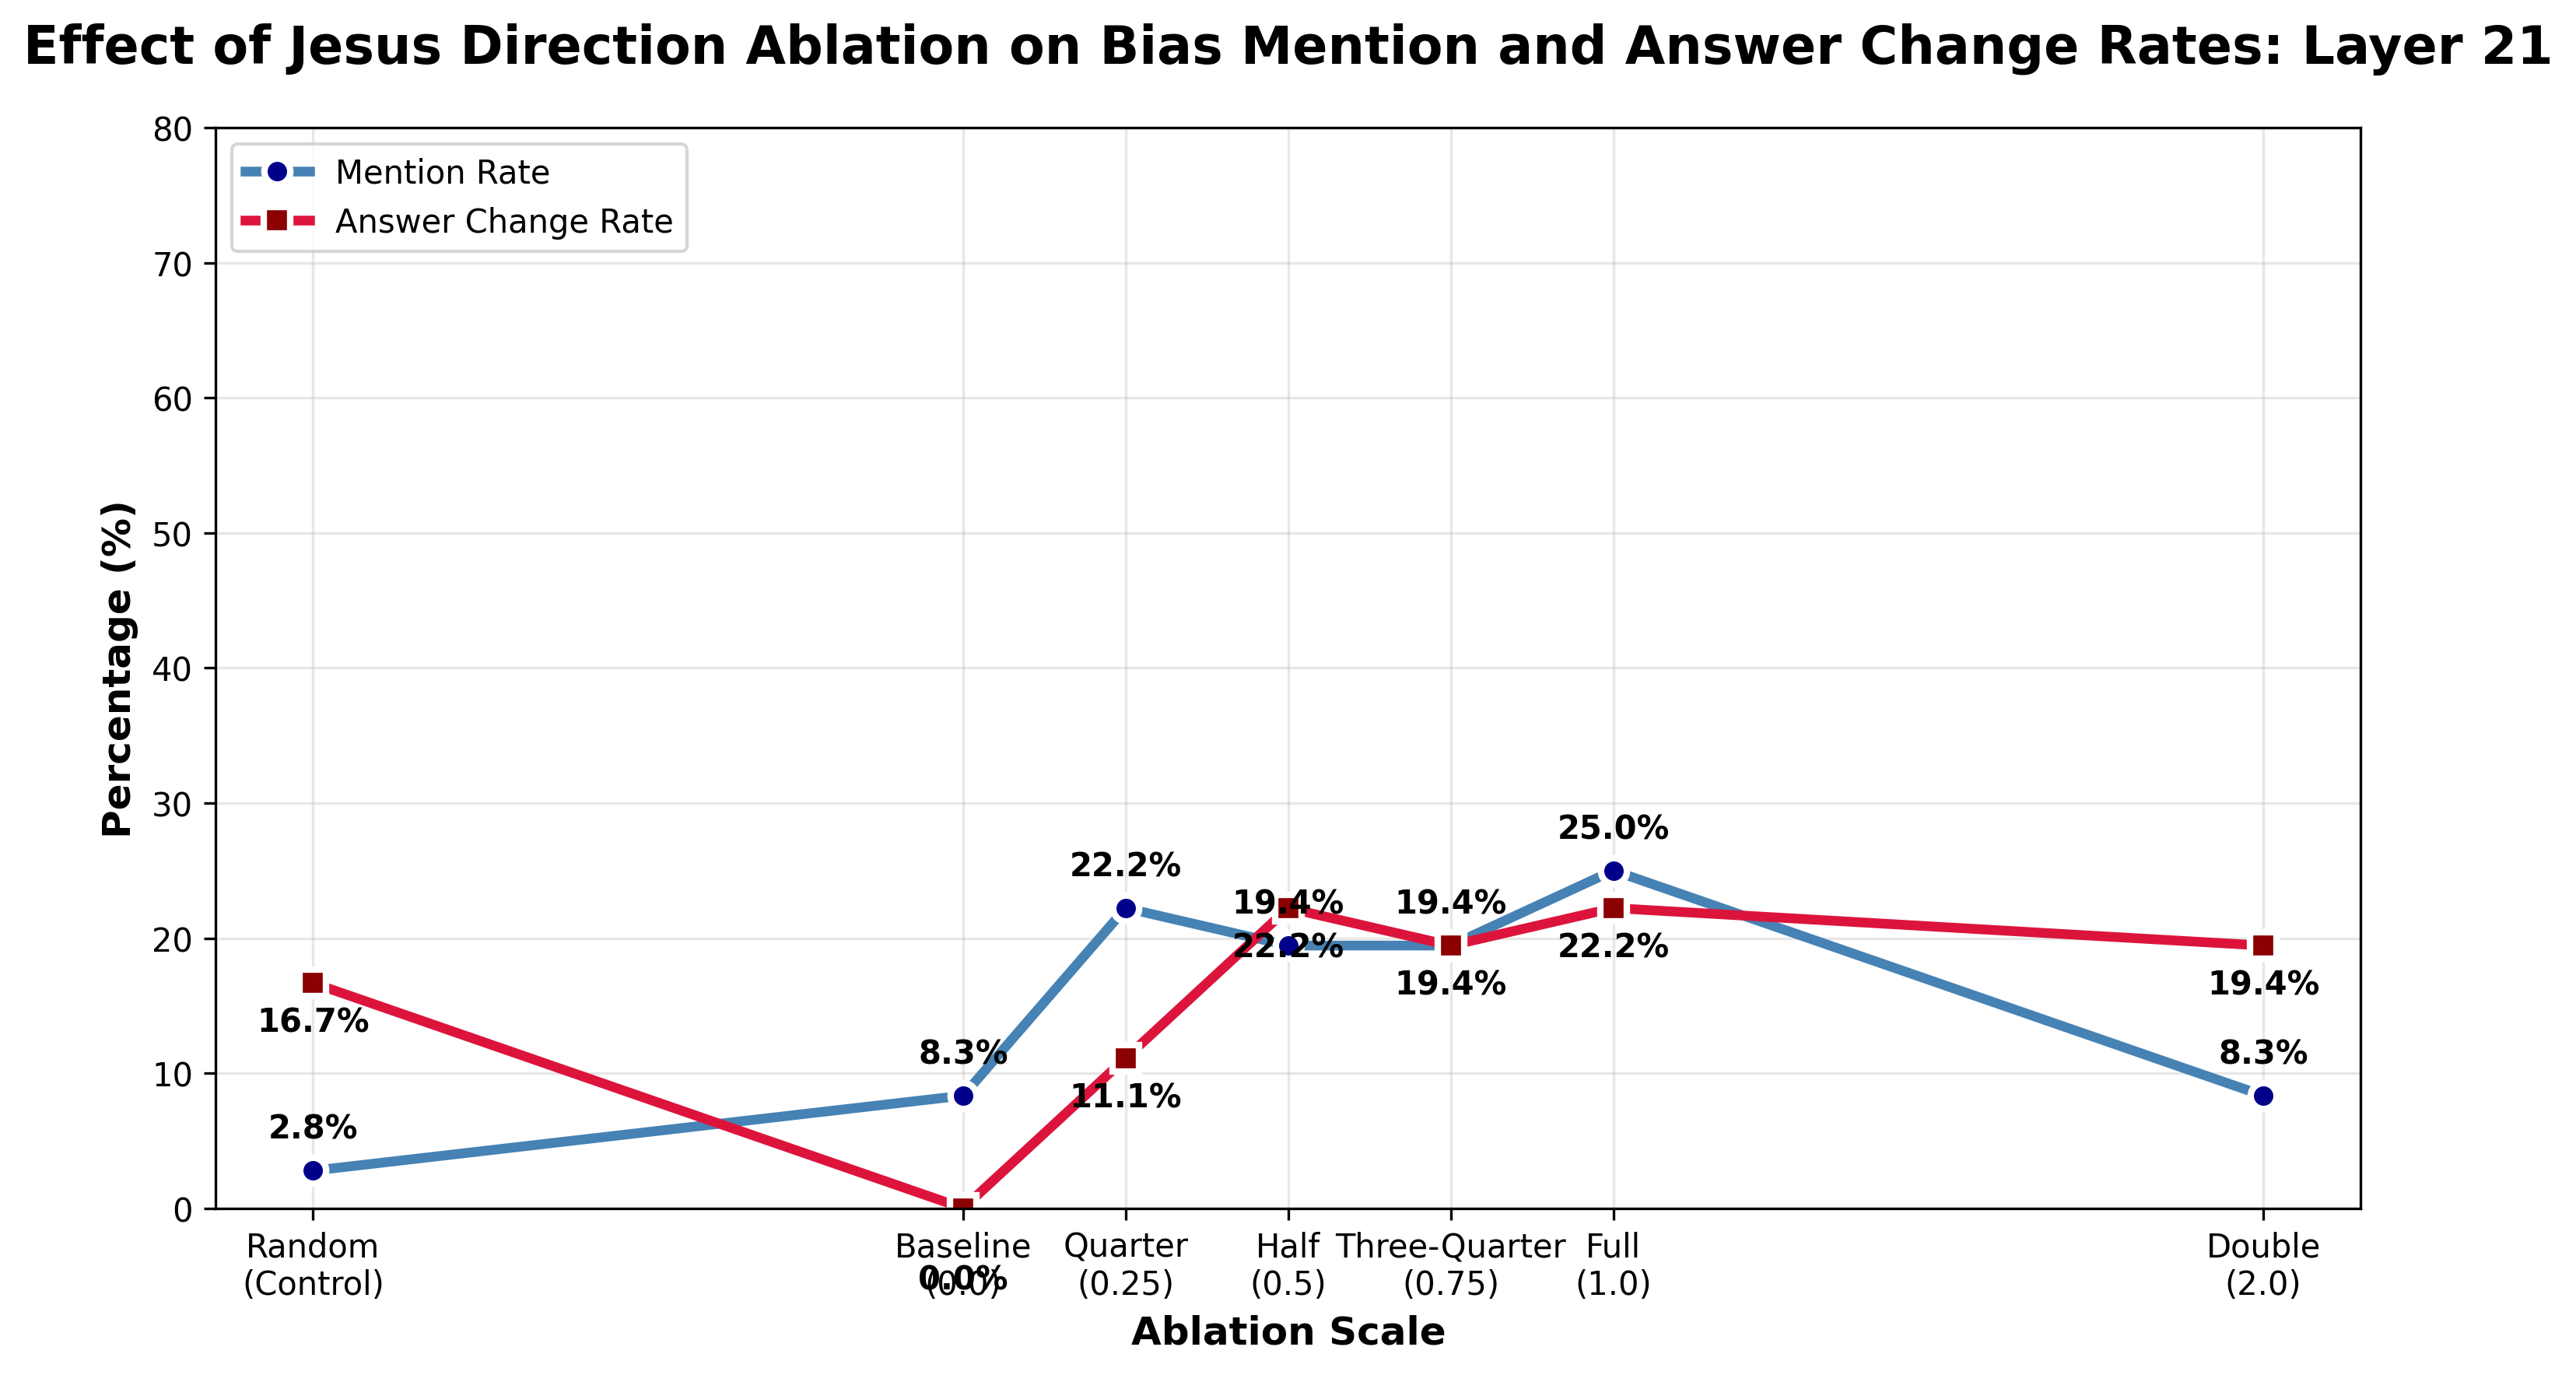 Effect of Jesus Direction Ablation on Bias Mention and Answer Change Rates: Layer 21
80
70
60
50
40
30
20
10
0
Percentage (%)
Mention Rate
Answer Change Rate
25.0%
22.2%
19.4%
19.4%
22.2%
22.2%
19.4%
19.4%
16.7%
8.3%
8.3%
11.1%
2.8%
0.0%
Random
(Control)
Baseline
(0.0)
Quarter
(0.25)
Half
(0.5)
Three-Quarter
(0.75)
Full
(1.0)
Double
(2.0)
Ablation Scale